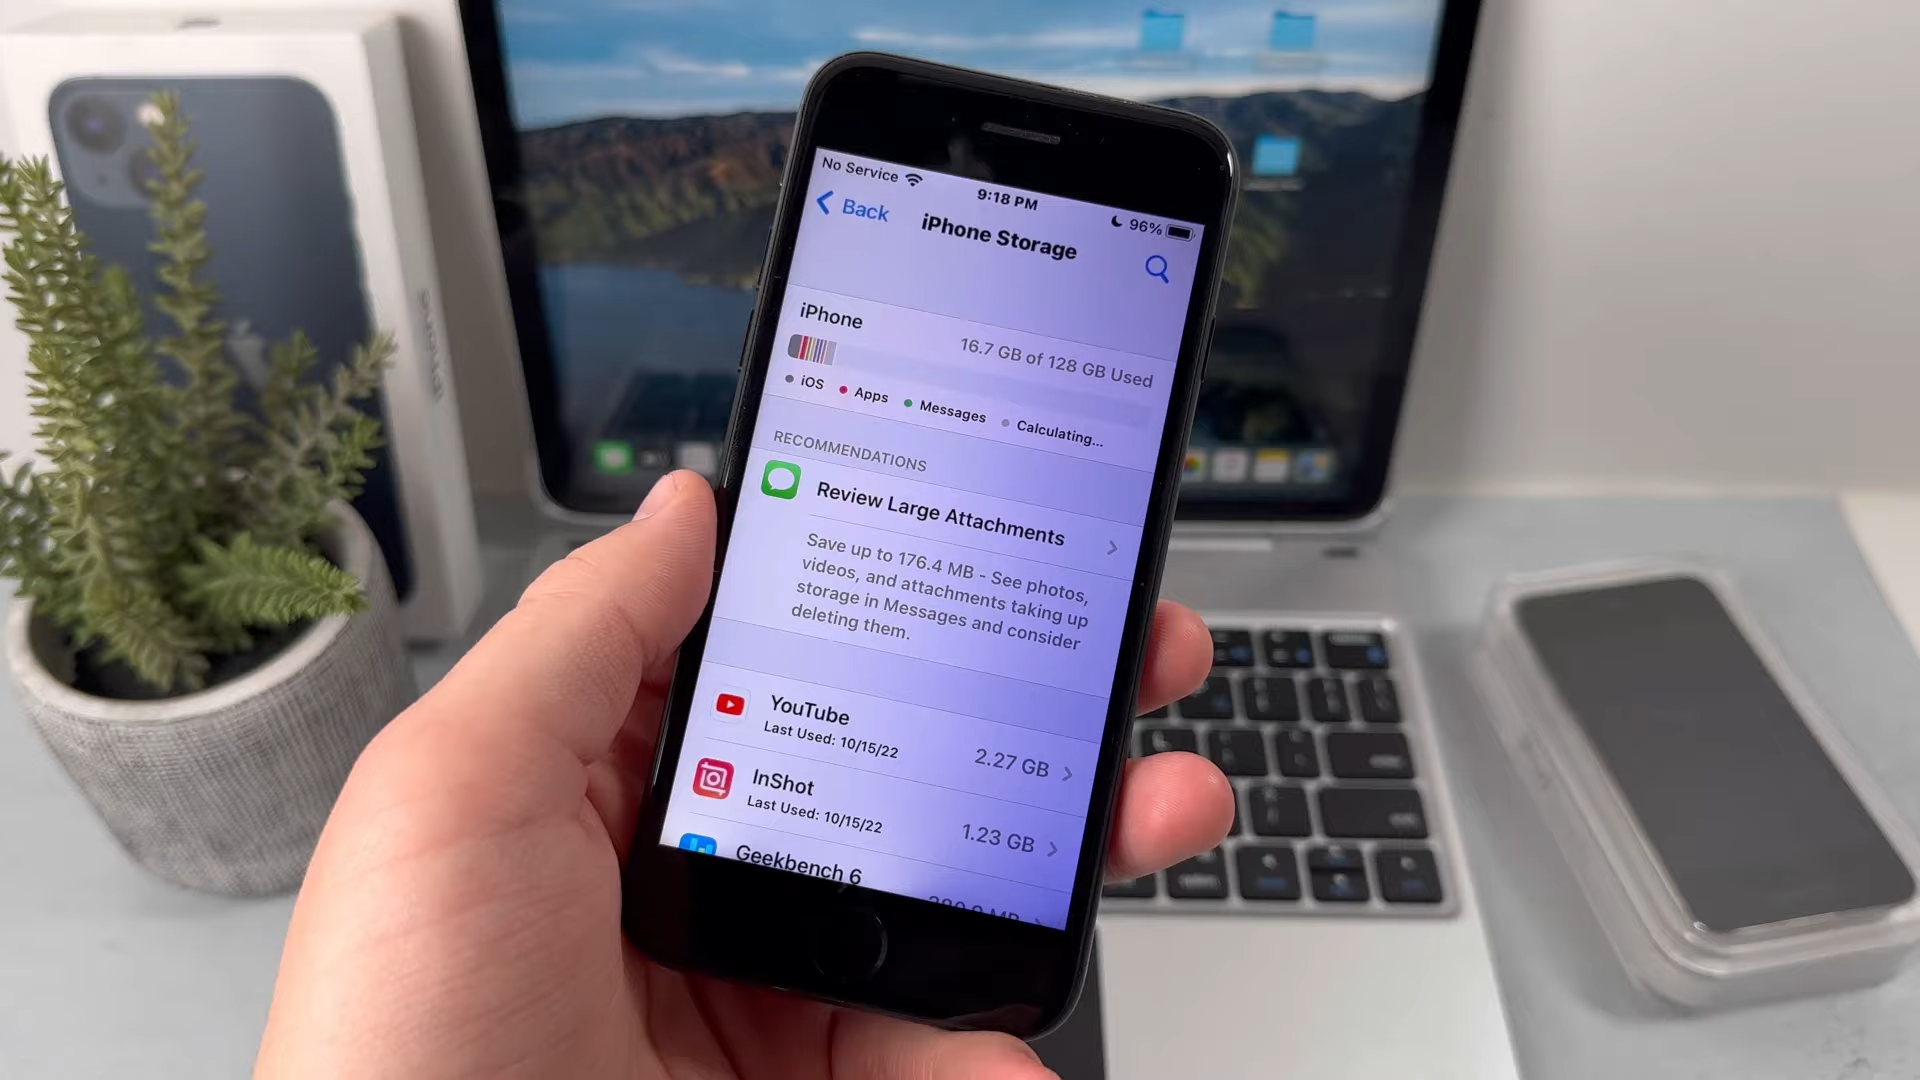 No Service
9:18 PM
96%
Back
iPhone Storage
iPhone
16.7 GB of 128 GB Used
iOS
Apps
Messages
Calculating...
RECOMMENDATIONS
Review Large Attachments
Save up to 176.4 MB - See photos,
videos, and attachments taking up
storage in Messages and consider
deleting them.
YouTube
2.27 GB
Last Used: 10/15/22
InShot
1.23 GB
Last Used: 10/15/22
Geekbench 6
iPhone